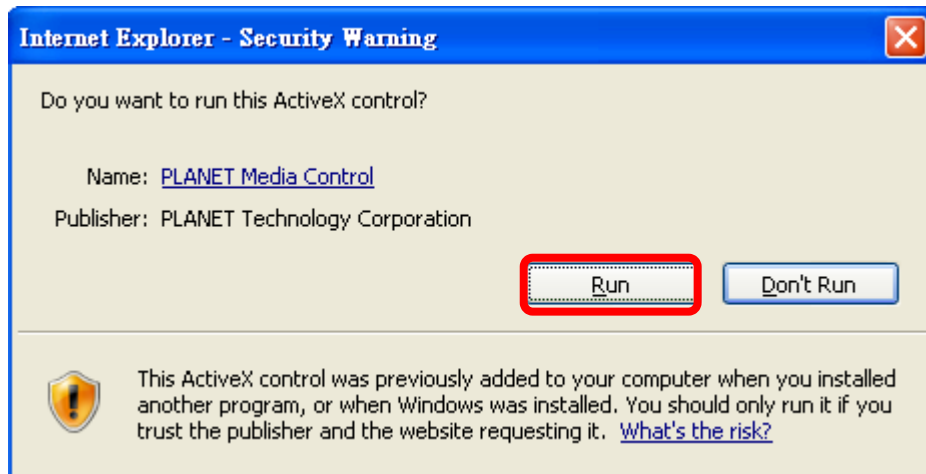 Internet Explorer - Security Warning
Do you want to run this ActiveX control?
Name: PLANET Media Control
Publisher: PLANET Technology Corporation
Run Don't Run
This ActiveX control was previously added to your computer when you installed
another program, or when Windows was installed. You should only run it if you
trust the publisher and the website requesting it. What's the risk?